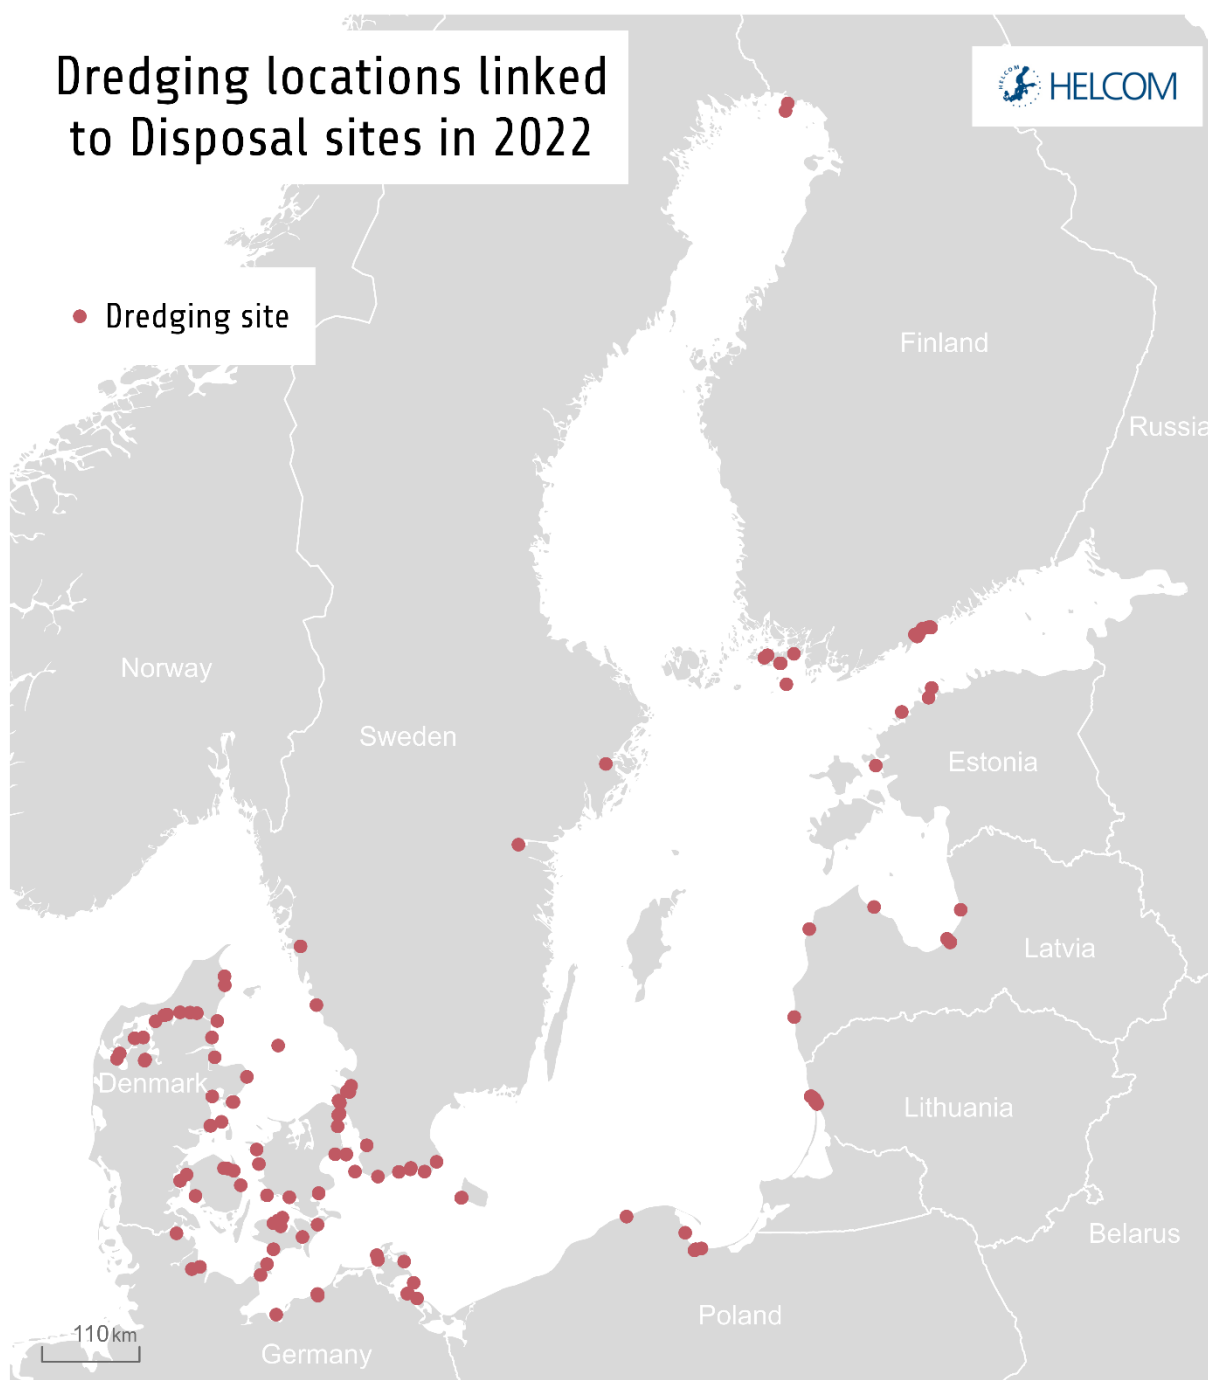 Dredging locations linked
to Disposal sites in 2022
HELCOM
HELCOM
Dredging site
Finland
Russia
Norway
Sweden
Estonia
Latvia
Denmark
Lithuania
Belarus
Poland
110 km
Germany